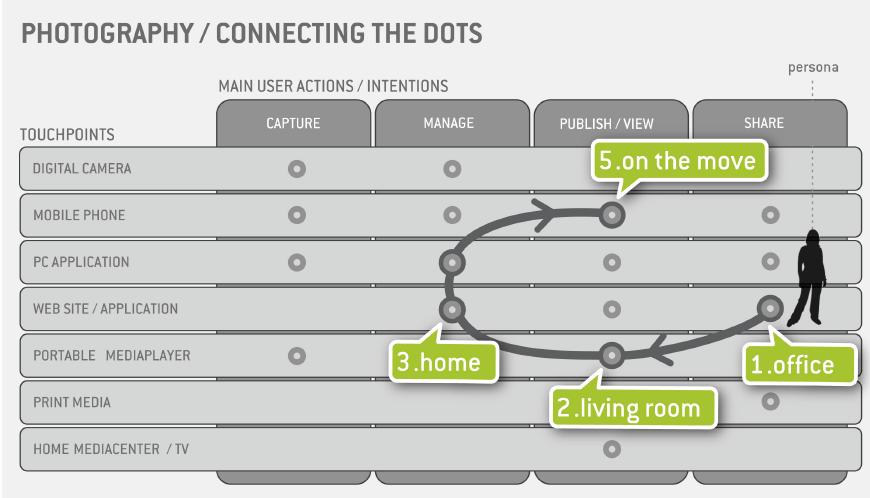 PHOTOGRAPHY / CONNECTING THE DOTS
persona
MAIN USER ACTIONS / INTENTIONS
TOUCHPOINTS
CAPTURE
MANAGE
PUBLISH / VIEW
SHARE
DIGITAL CAMERA
5.on the move
MOBILE PHONE
PC APPLICATION
WEB SITE / APPLICATION
PORTABLE MEDIAPLAYER
3.home
1.office
PRINT MEDIA
2.living room
HOME MEDIACENTER / TV